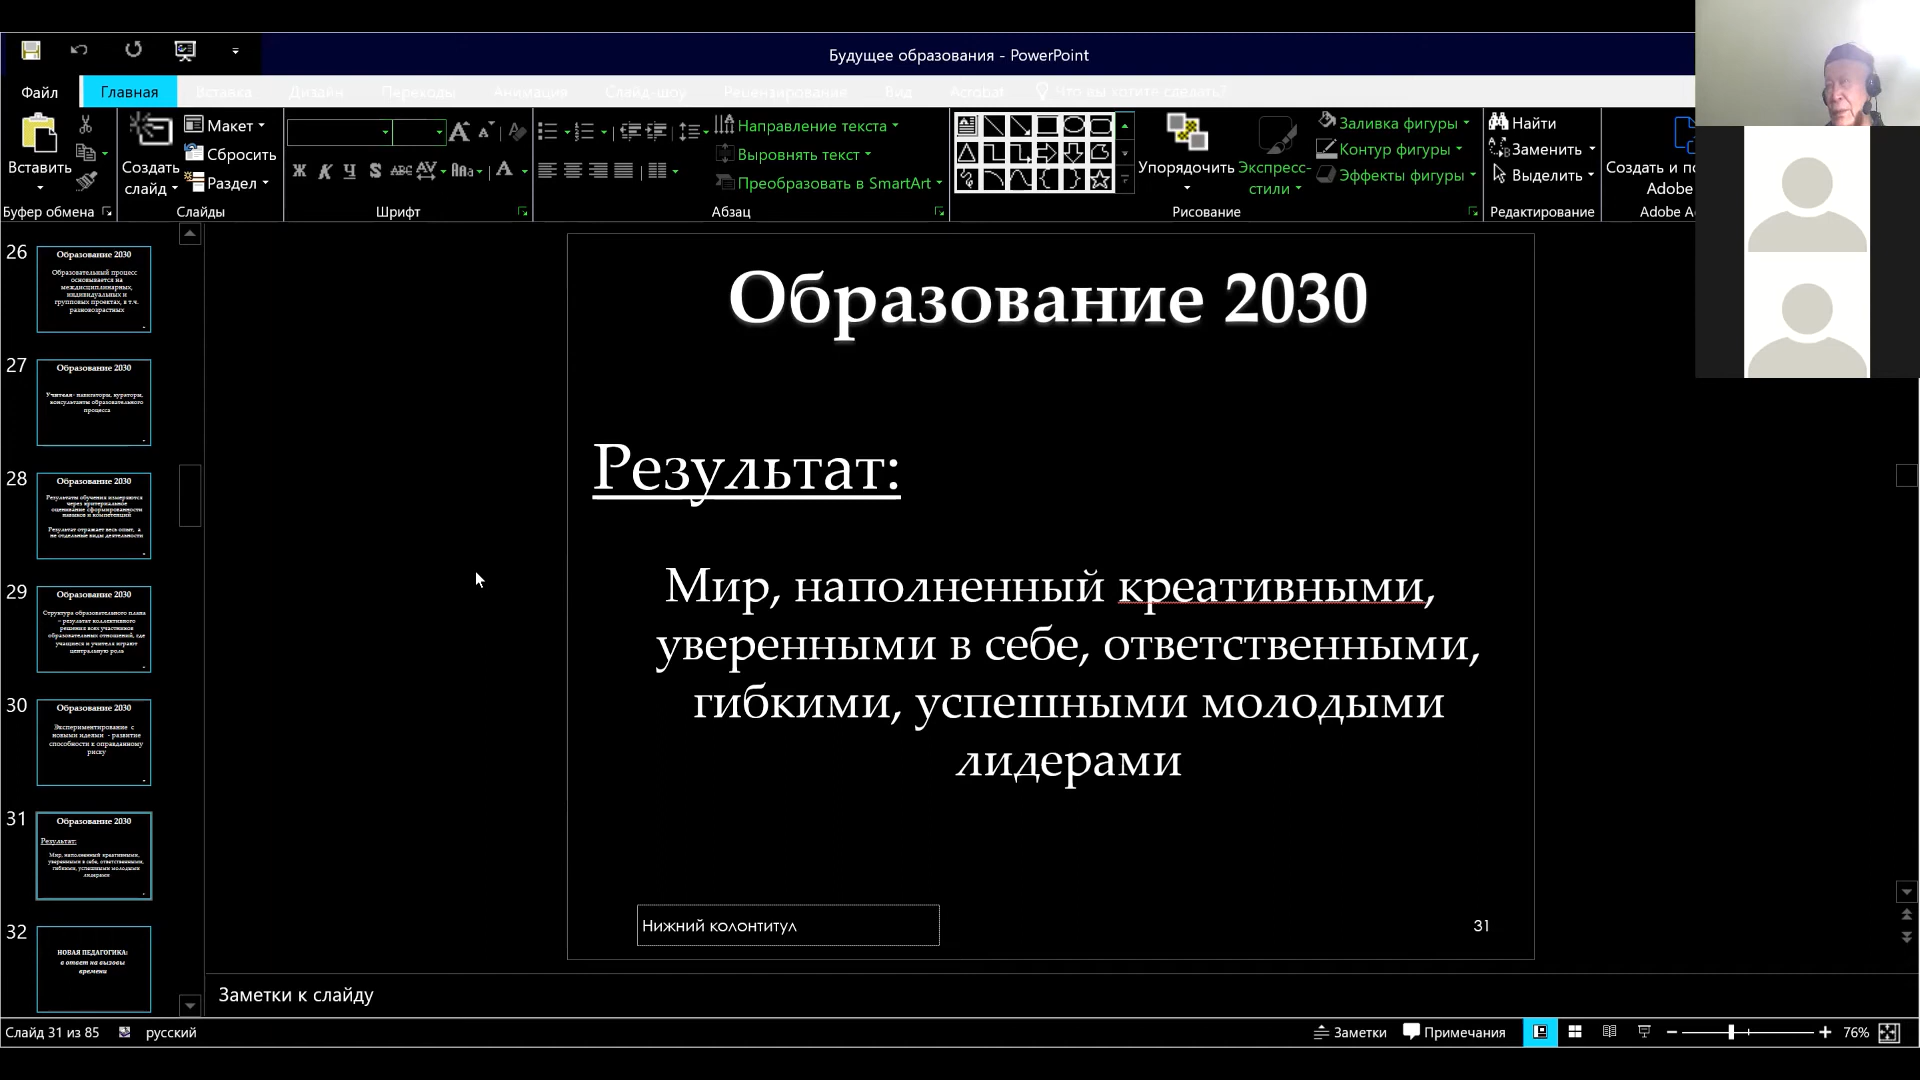 Будущее образования - PowerPoint
Файл
Главная
Вставка
Дизайн
Переходы
Анимация
Слайд-шоу
Рецензирование
Вид
Acrobat
Что вы хотите сделать?
Вставить
Буфер обмена
Создать слайд
Макет
Сбросить
Раздел
Слайды
Ж К Ч S abc AV Aa A
Шрифт
Направление текста
Выровнять текст
Преобразовать в SmartArt
Абзац
Упорядочить
Экспресс-стили
Заливка фигуры
Контур фигуры
Эффекты фигуры
Рисование
Найти
Заменить
Выделить
Редактирование
Создать и по
Adobe
Adobe A
26
Образование 2030
Образовательный процесс
основывается на
междисциплинарных,
индивидуальных и
групповых проектах, в т.ч.
разновозрастных
27
Образование 2030
Учителя- навигаторы, кураторы,
консультанты образовательного
процесса
28
Образование 2030
Результаты обучения измеряются
через критериальное
оценивание сформированности
навыков и компетенций
Результат отражает весь опыт, а
не отдельные виды деятельности
29
Образование 2030
Структура образовательного плана
– результат коллективного
решения всех участников
образовательных отношений, где
учащиеся и учителя играют
центральную роль
30
Образование 2030
Экспериментирование с
новыми идеями - развитие
способности к оправданному
риску
31
Образование 2030
Результат:
Мир, наполненный креативными,
уверенными в себе, ответственными,
гибкими, успешными молодыми
лидерами
32
НОВАЯ ПЕДАГОГИКА:
в ответ на вызовы
времени
Образование 2030
Результат:
Мир, наполненный креативными,
уверенными в себе, ответственными,
гибкими, успешными молодыми
лидерами
Нижний колонтитул
31
Заметки к слайду
Слайд 31 из 85
русский
Заметки
Примечания
76%